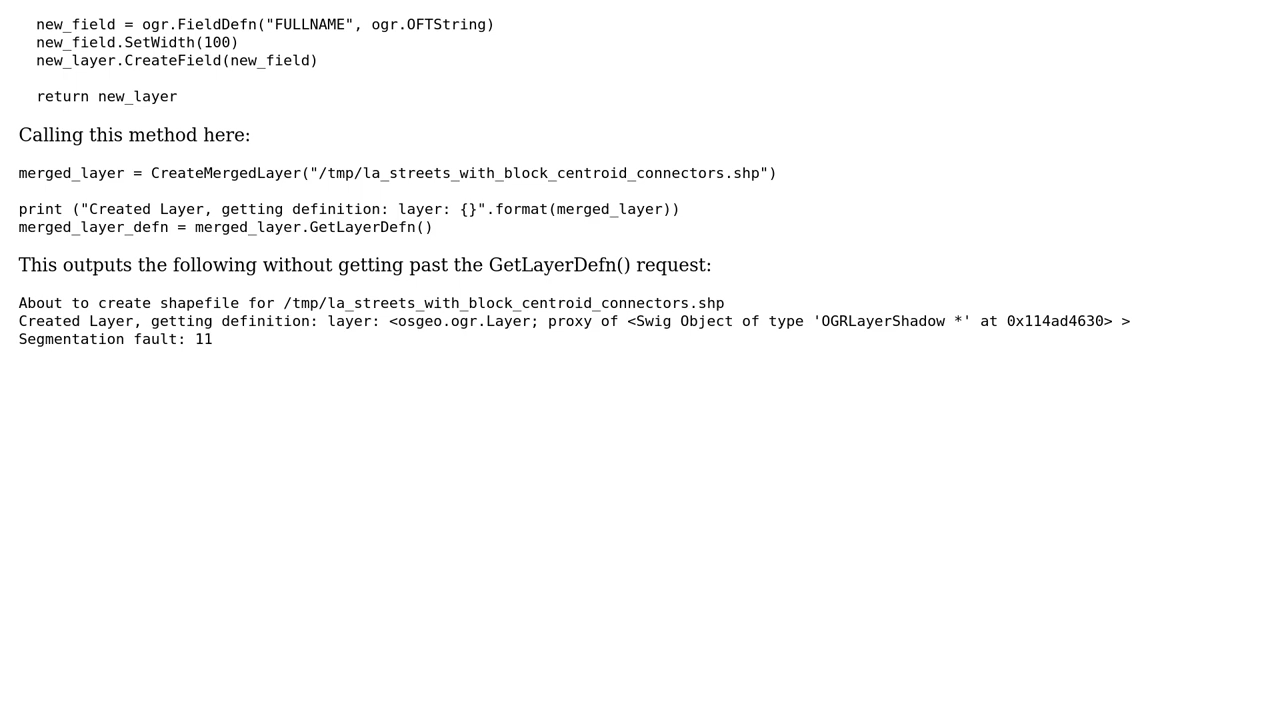 new_field = ogr.FieldDefn("FULLNAME", ogr.OFTString)
new_field.SetWidth(100)
new_layer.CreateField(new_field)
return new_layer
Calling this method here:
merged_layer = CreateMergedLayer("/tmp/la_streets_with_block_centroid_connectors.shp")
print ("Created Layer, getting definition: layer: {}".format(merged_layer))
merged_layer_defn = merged_layer.GetLayerDefn()
This outputs the following without getting past the GetLayerDefn() request:
About to create shapefile for /tmp/la_streets_with_block_centroid_connectors.shp
Created Layer, getting definition: layer: <osgeo.ogr.Layer; proxy of <Swig Object of type 'OGRLayerShadow *' at 0x114ad4630> >
Segmentation fault: 11